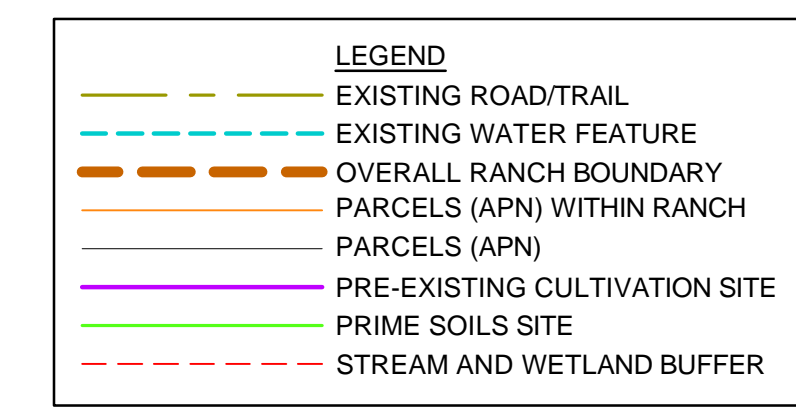 LEGEND
EXISTING ROAD/TRAIL
EXISTING WATER FEATURE
OVERALL RANCH BOUNDARY
PARCELS (APN) WITHIN RANCH
PARCELS (APN)
PRE-EXISTING CULTIVATION SITE
PRIME SOILS SITE
STREAM AND WETLAND BUFFER